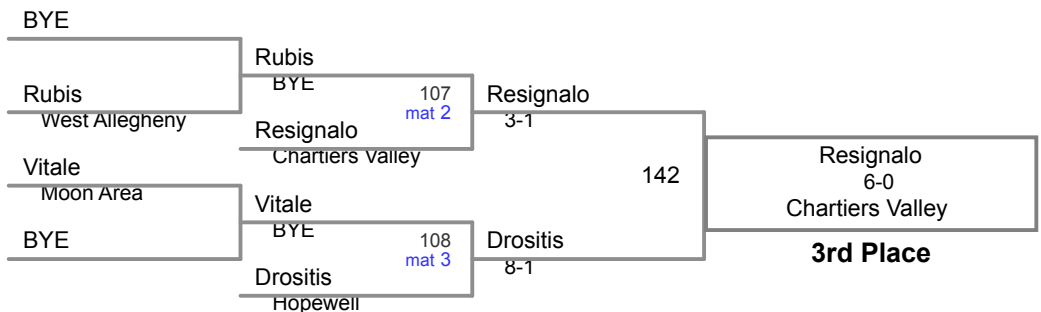 BYE
Rubis
West Allegheny
Vitale
Moon Area
BYE
Rubis
BYE
107
mat 2
Resignalo
Chartiers Valley
Vitale
BYE
108
mat 3
Drositis
Hopewell
Resignalo
3-1
142
Drositis
8-1
Resignalo
6-0
Chartiers Valley
3rd Place